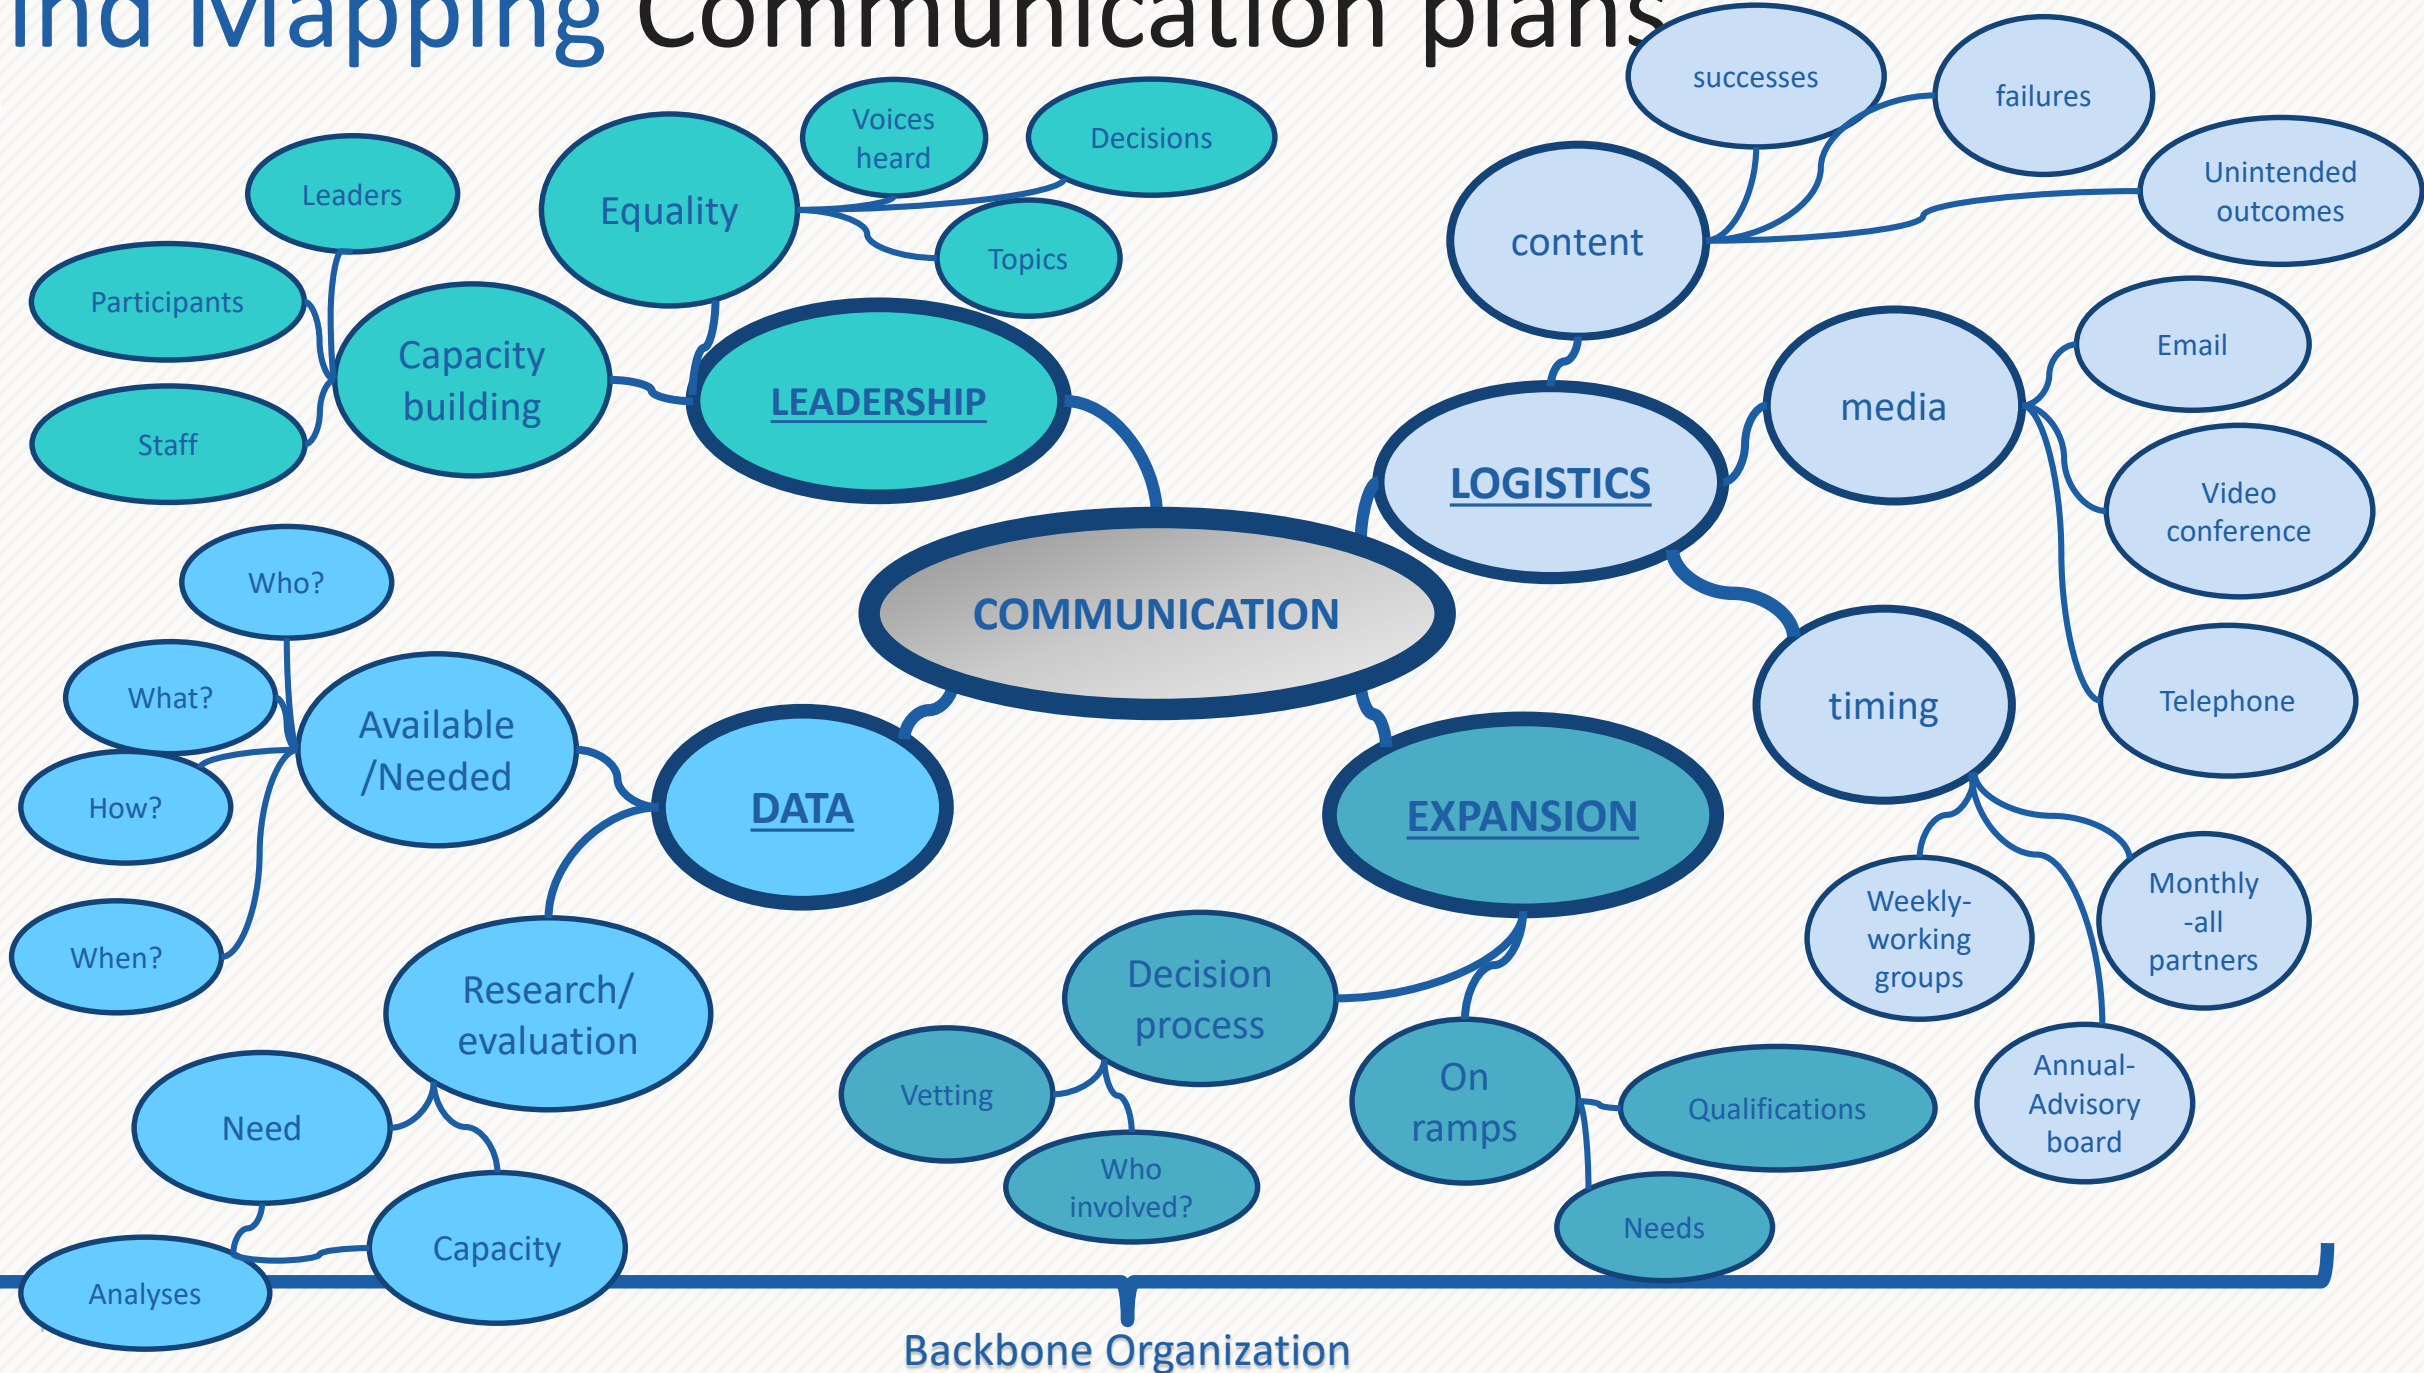 ind Mapping Communication plans
Voices
heard
Decisions
Equality
Topics
Leaders
Participants
Capacity
building
Staff
LEADERSHIP
successes
failures
Unintended
outcomes
content
Email
media
Video
conference
Telephone
LOGISTICS
timing
Weekly-
working
groups
Monthly
-all
partners
Annual-
Advisory
board
COMMUNICATION
Who?
What?
How?
When?
Available
/Needed
DATA
Research/
evaluation
Need
Capacity
Analyses
EXPANSION
Decision
process
Vetting
Who
involved?
On
ramps
Qualifications
Needs
Backbone Organization